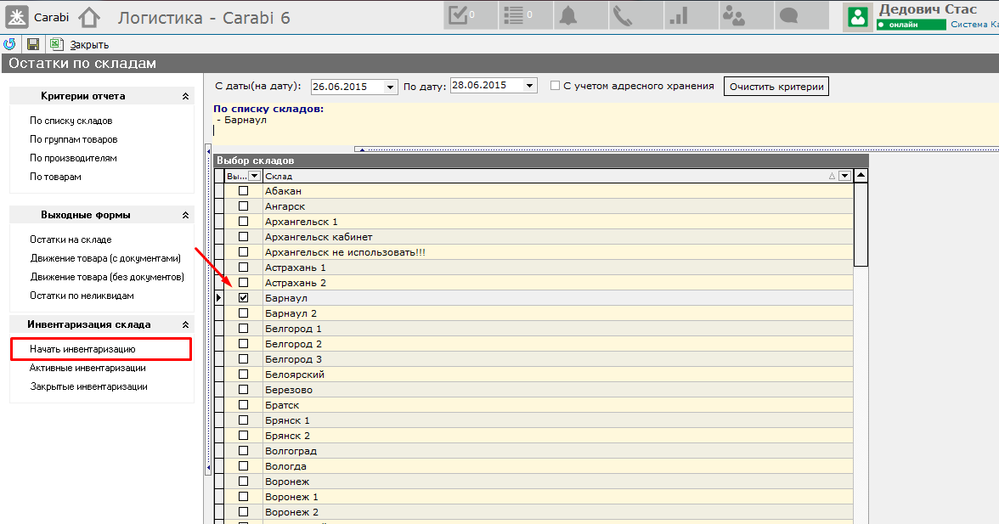 Carabi Логистика - Carabi 6 0 0 Дедович Стас
онлайн Система Ка
Закрыть
Остатки по складам
Критерии отчета
По списку складов
По группам товаров
По производителям
По товарам
Выходные формы
Остатки на складе
Движение товара (с документами)
Движение товара (без документов)
Остатки по неликвидам
Инвентаризация склада
Начать инвентаризацию
Активные инвентаризации
Закрытые инвентаризации
С даты(на дату): 26.06.2015 По дату: 28.06.2015 С учетом адресного хранения Очистить критерии
По списку складов:
- Барнаул
Выбор складов
Вы... Склад
Абакан
Ангарск
Архангельск 1
Архангельск кабинет
Архангельск не использовать!!!
Астрахань 1
Астрахань 2
Барнаул
Барнаул 2
Белгород 1
Белгород 2
Белгород 3
Белоярский
Березово
Братск
Брянск 1
Брянск 2
Волгоград
Вологда
Воронеж
Воронеж 1
Воронеж 2